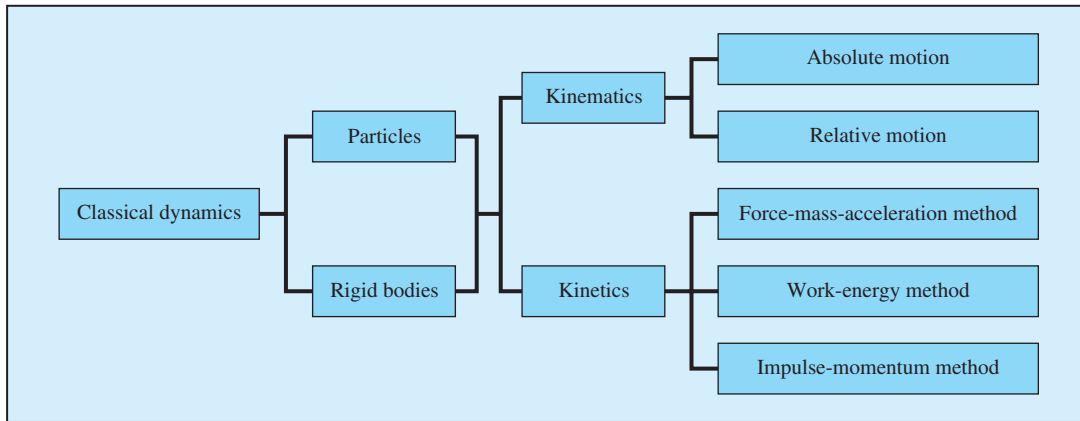 Classical dynamics
Particles
Rigid bodies
Kinematics
Kinetics
Absolute motion
Relative motion
Force-mass-acceleration method
Work-energy method
Impulse-momentum method